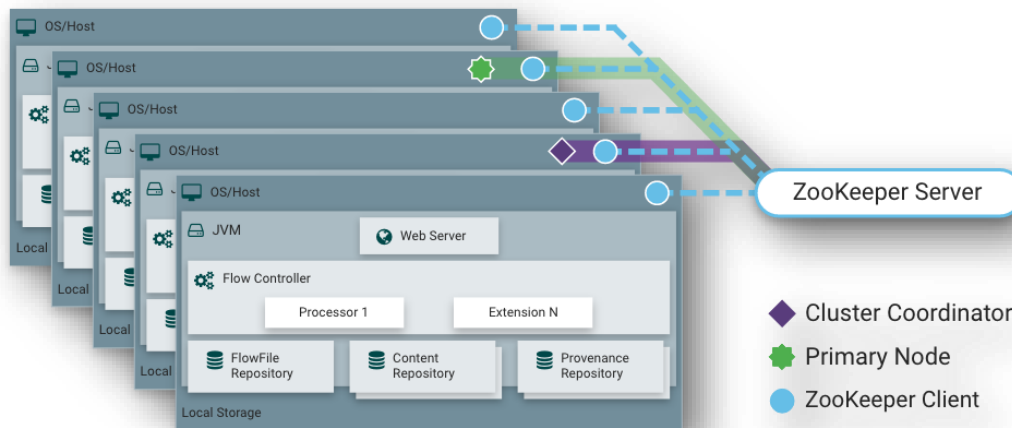 OS/Host
OS/Host
OS/Host
OS/Host
OS/Host
ZooKeeper Server
JVM
Web Server
Flow Controller
Processor 1
Extension N
FlowFile
Repository
Content
Repository
Provenance
Repository
Local
Local
Local
Local
Local Storage
Cluster Coordinator
Primary Node
ZooKeeper Client